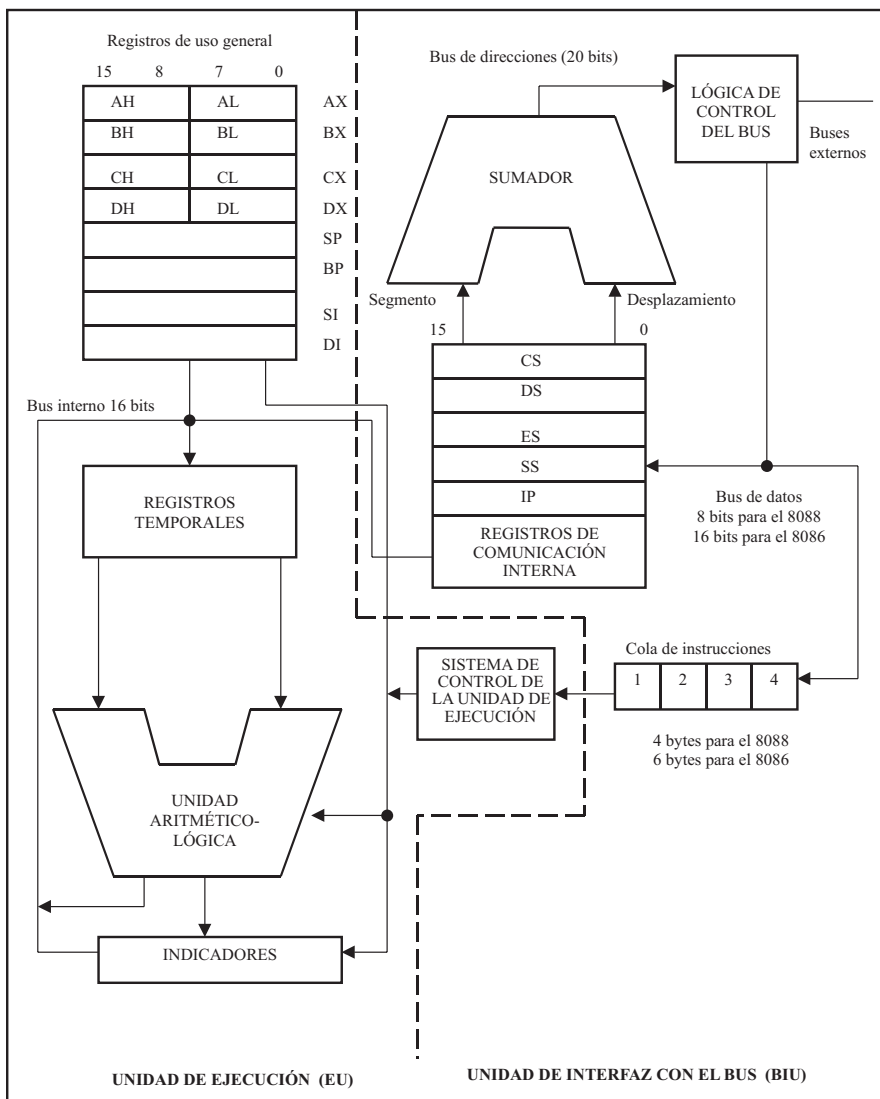 Registros de uso general
15 8 7 0
AH AL AX
BH BL BX
CH CL CX
DH DL DX
SP
BP
SI
DI
Bus interno 16 bits
REGISTROS
TEMPORALES
UNIDAD
ARITMÉTICO-
LÓGICA
INDICADORES
UNIDAD DE EJECUCIÓN (EU)
Bus de direcciones (20 bits)
LÓGICA DE
CONTROL
DEL BUS
Buses
externos
SUMADOR
Segmento
Desplazamiento
15 0
CS
DS
ES
SS
IP
REGISTROS DE
COMUNICACIÓN
INTERNA
Bus de datos
8 bits para el 8088
16 bits para el 8086
SISTEMA DE
CONTROL DE
LA UNIDAD DE
EJECUCIÓN
Cola de instrucciones
1 2 3 4
4 bytes para el 8088
6 bytes para el 8086
UNIDAD DE INTERFAZ CON EL BUS (BIU)